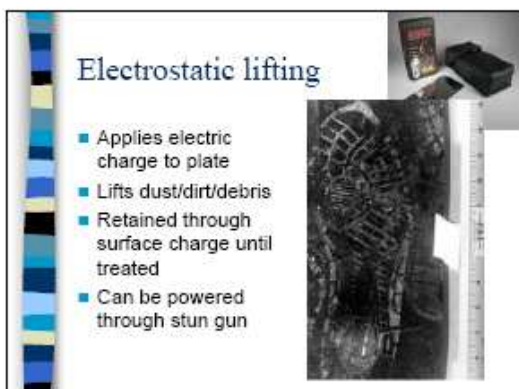 Electrostatic lifting
Applies electric
charge to plate
Lifts dust/dirt/debris
Retained through
surface charge until
treated
Can be powered
through stun gun